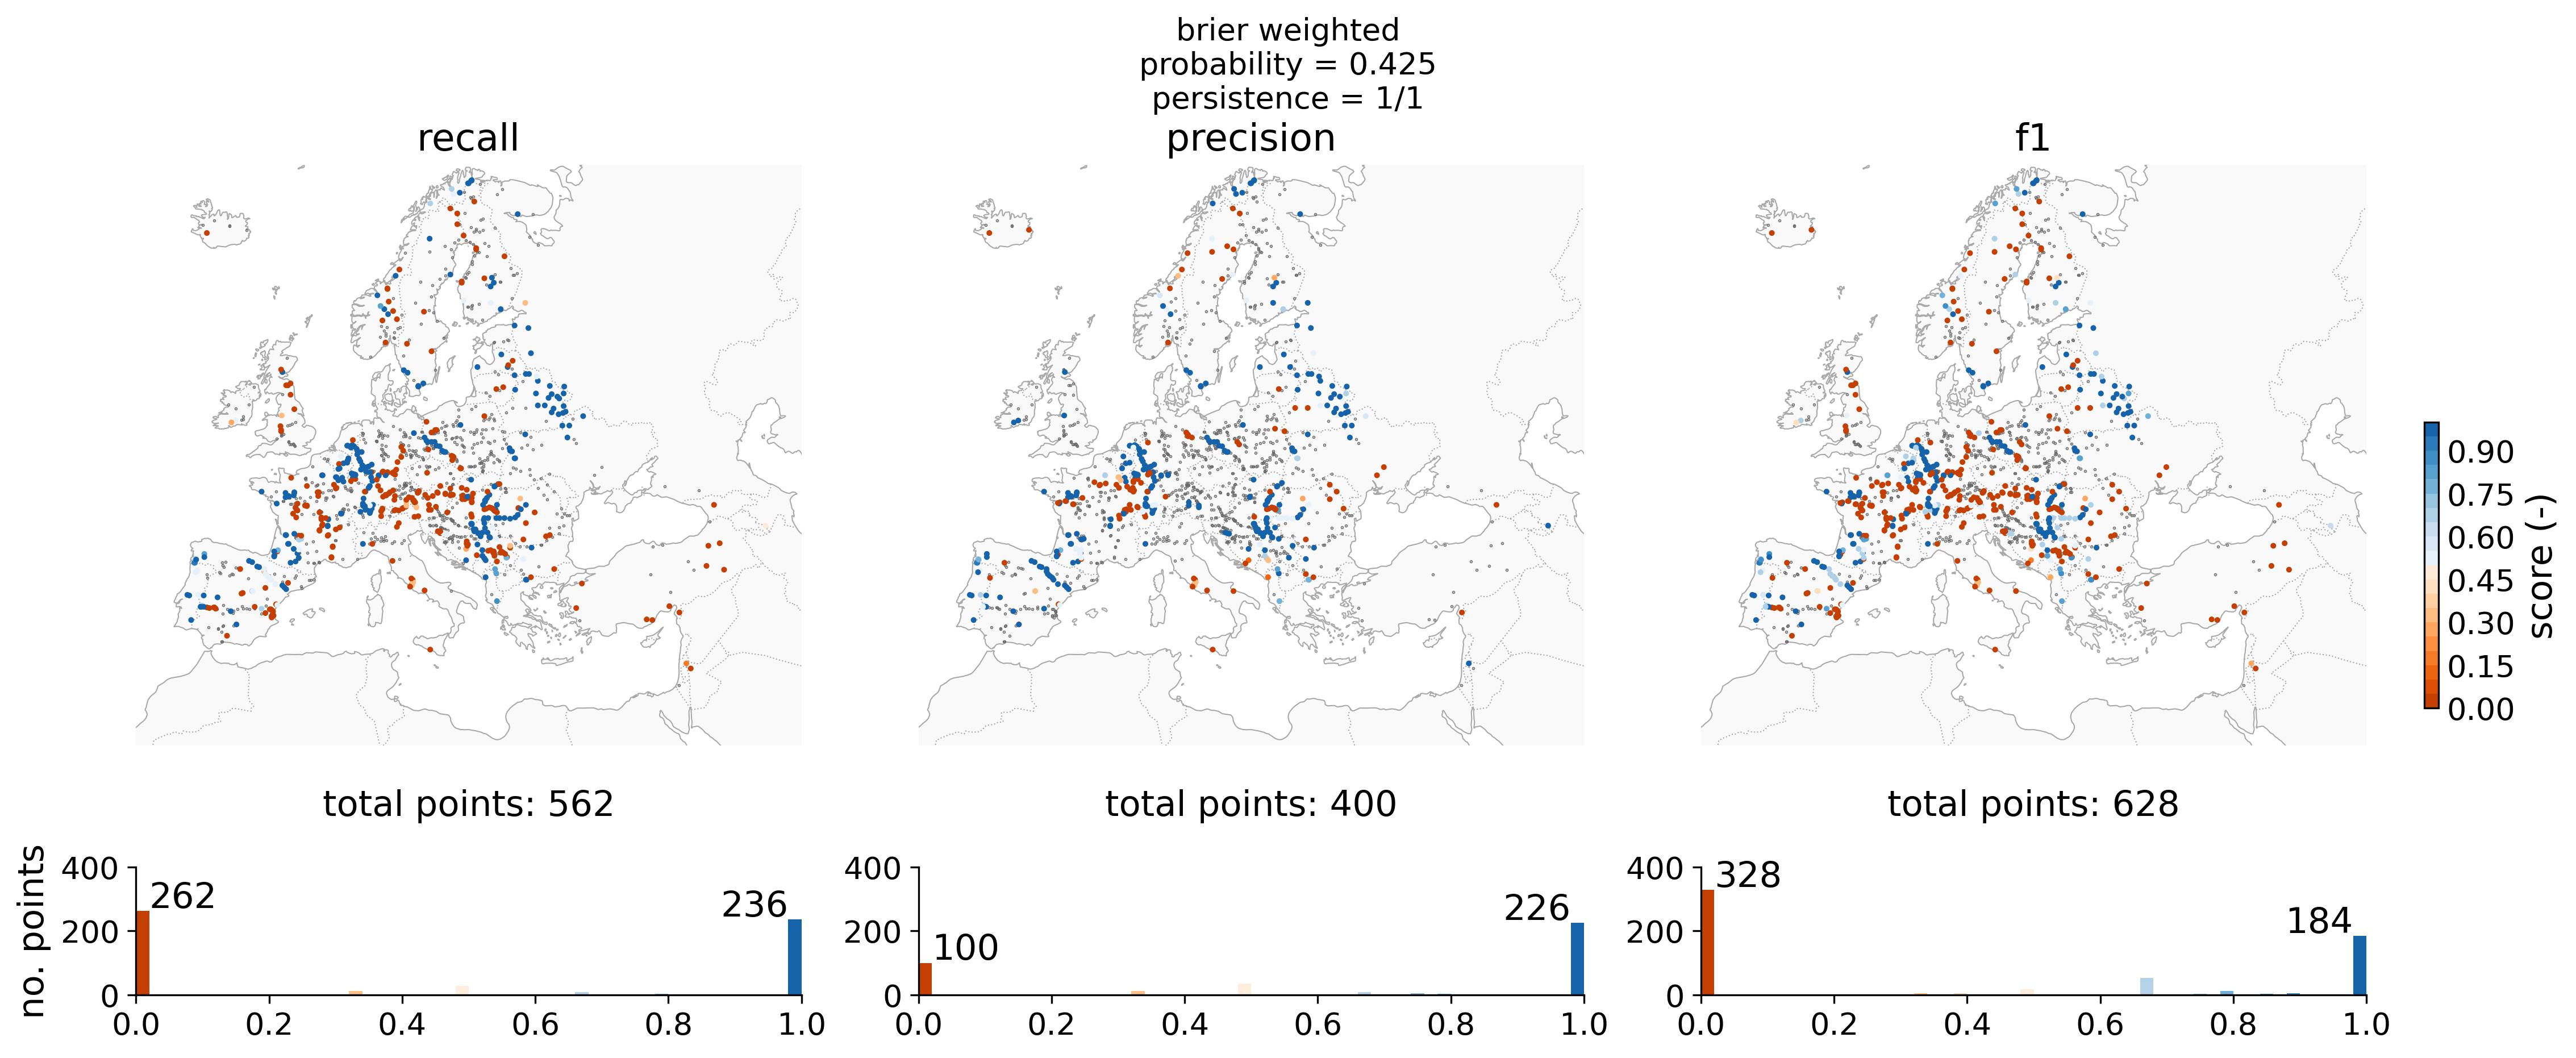 brier weighted
probability = 0.425
persistence = 1/1
recall
precision
f1
0.90
0.75
0.60
0.45
0.30
0.15
0.00
score (-)
total points: 562
total points: 400
total points: 628
no. points
400
200
0
262
236
0.0 0.2 0.4 0.6 0.8 1.0
400
200
0
100
226
0.0 0.2 0.4 0.6 0.8 1.0
400
200
0
328
184
0.0 0.2 0.4 0.6 0.8 1.0